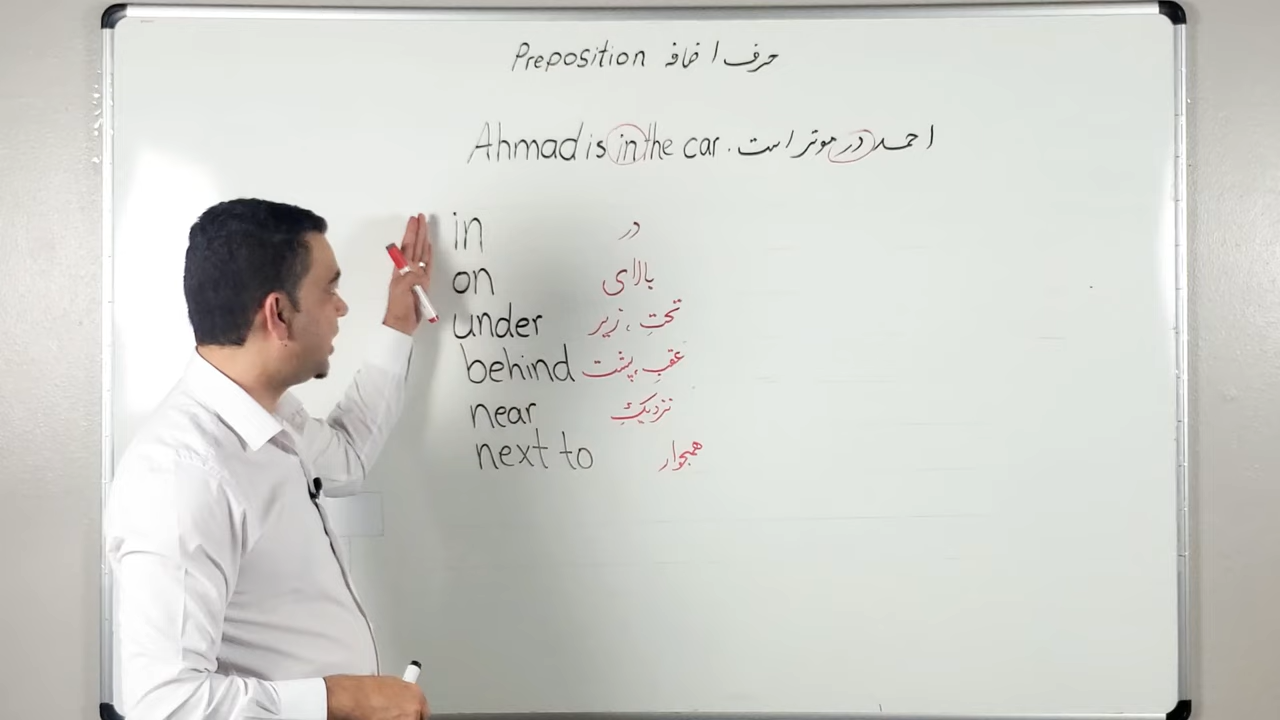 Preposition حرف اضافه
Ahmad is in the car. احمد در موتر است
in در
on بالای
under تحتِ ، زیر
behind عقبِ ، پشت
near نزدیکِ
next to همجوار